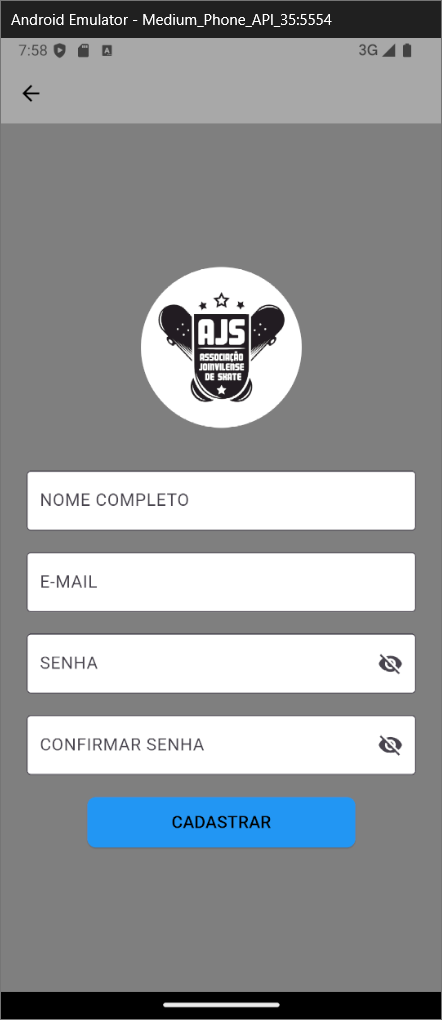 Android Emulator - Medium_Phone_API_35:5554
7:58 A 3G
AJS
ASSOCIAÇÃO
JOINVILENSE
DE SKATE
NOME COMPLETO
E-MAIL
SENHA
CONFIRMAR SENHA
CADASTRAR